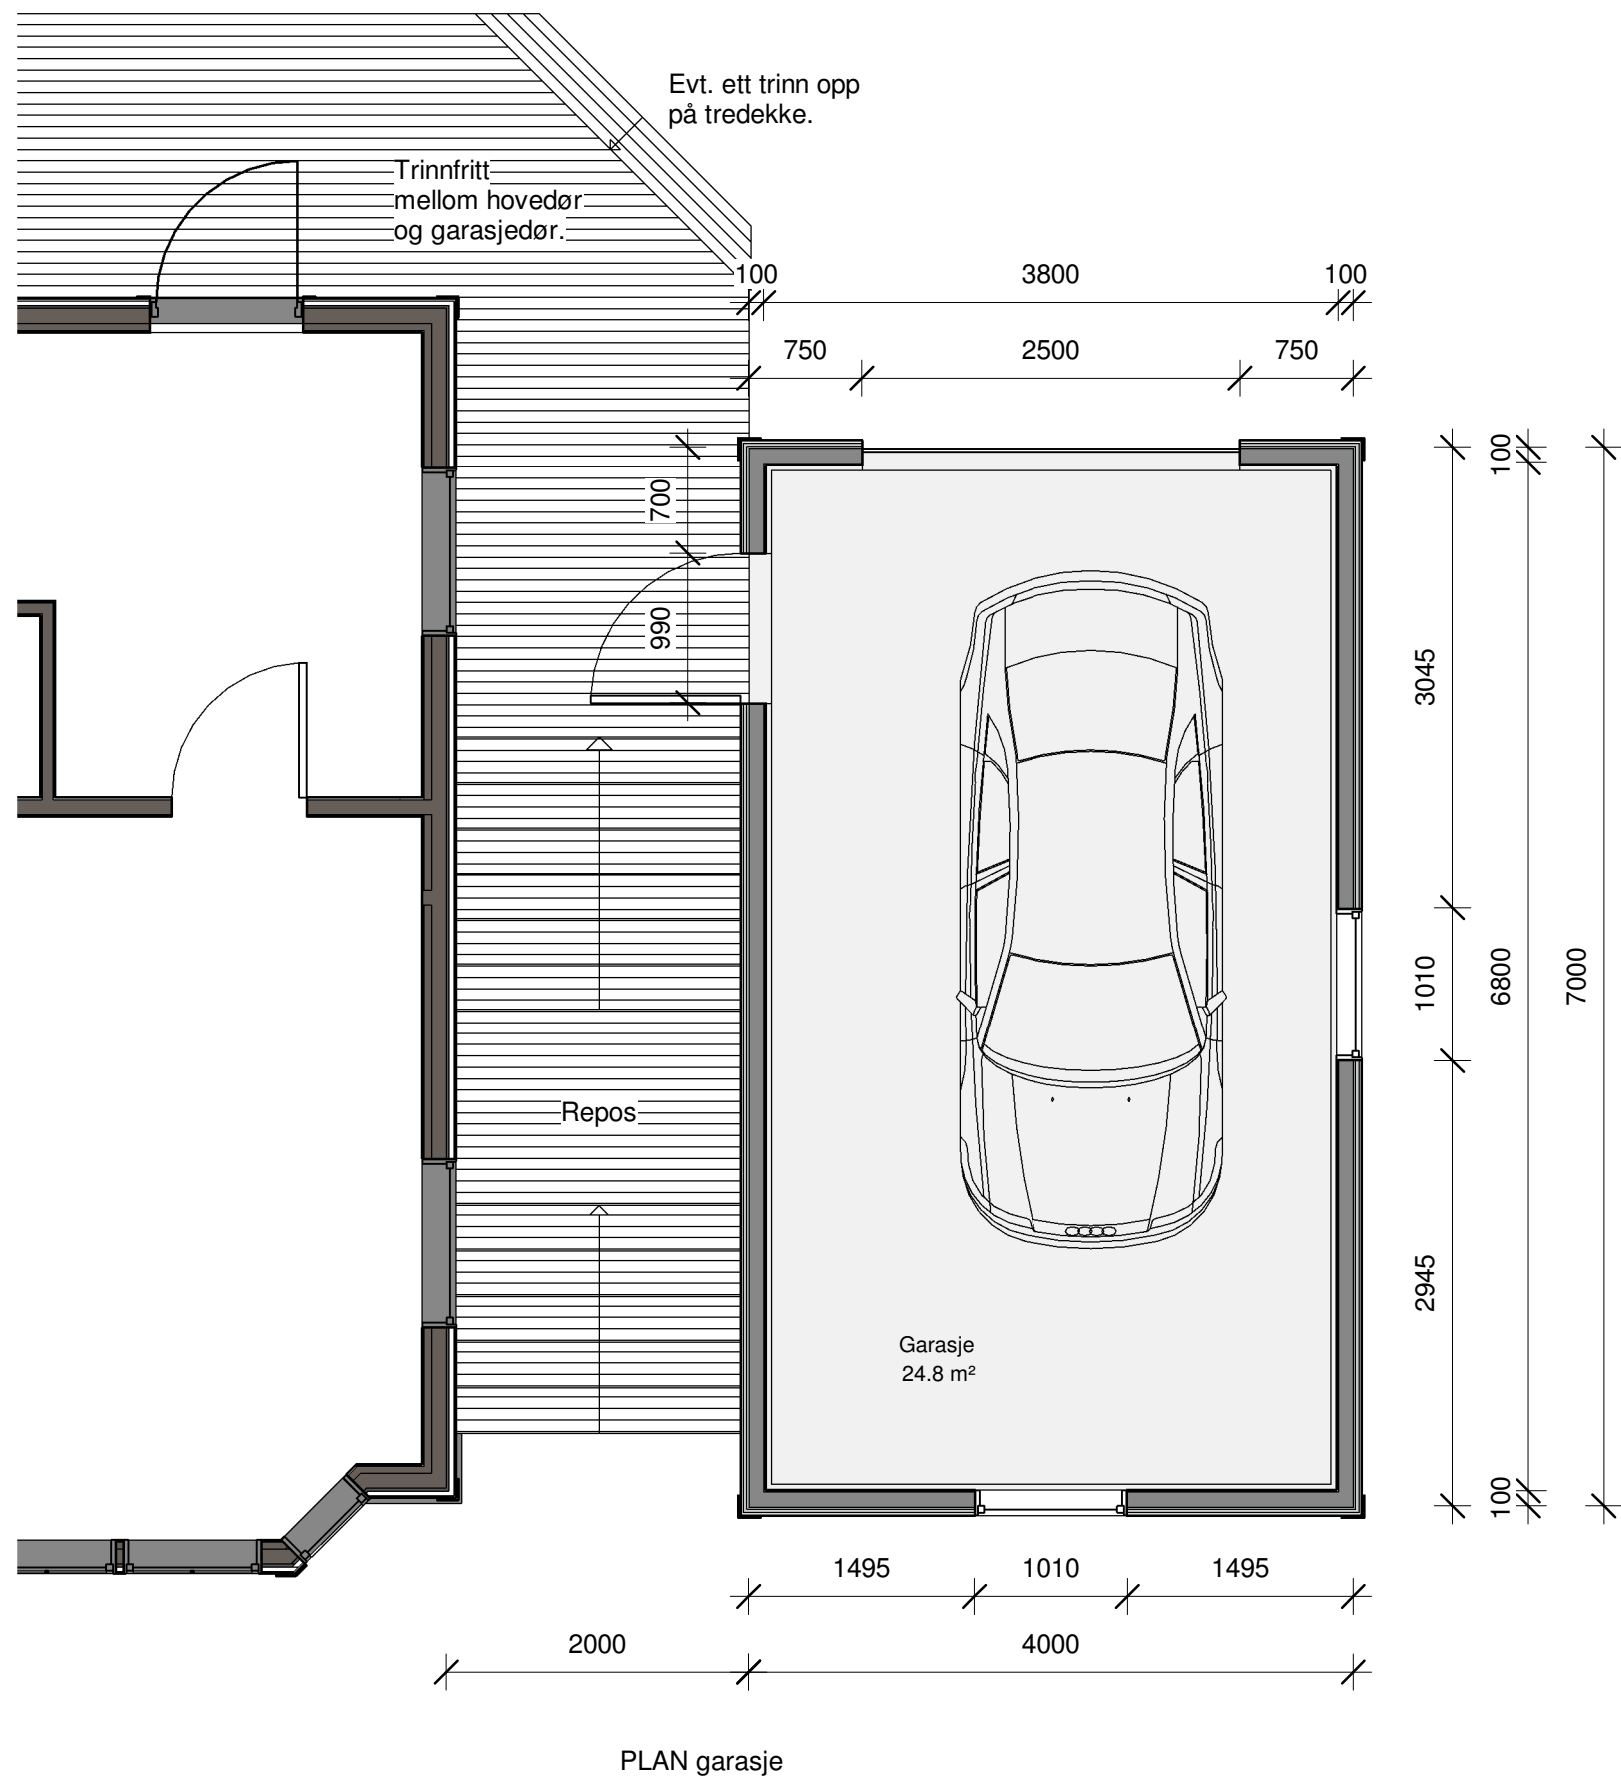 Evt. ett trinn opp
på tredekke.
Trinnfritt
mellom hovedør
og garasjedør.
100
3800
100
750
2500
750
100
700
990
3045
1010
6800
7000
Repos
2945
Garasje
24.8 m²
100
1495
1010
1495
2000
4000
PLAN garasje